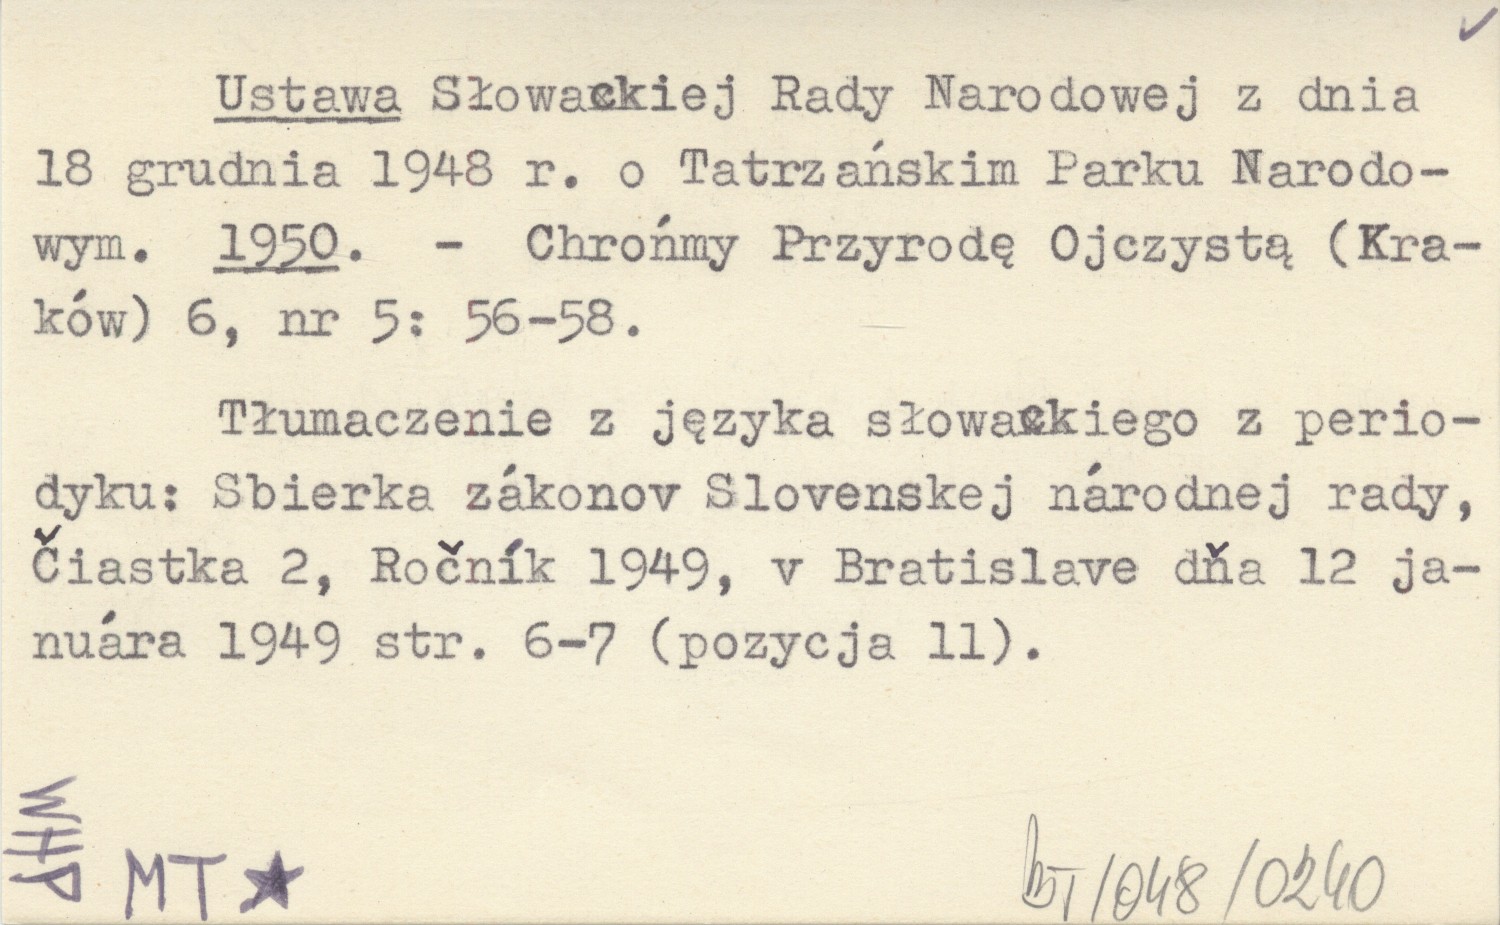 Ustawa Słowackiej Rady Narodowej z dnia
18 grudnia 1948 r. o Tatrzańskim Parku Narodo-
wym. 1950. - Chrońmy Przyrodę Ojczystą (Kra-
ków) 6, nr 5: 56-58.
Tłumaczenie z języka słowackiego z perio-
dyku: Sbierka zákonov Slovenskej národnej rady,
Čiastka 2, Ročník 1949, v Bratislave dňa 12 ja-
nuára 1949 str. 6-7 (pozycja 11).
WHP
MT ★
BT/048/0240